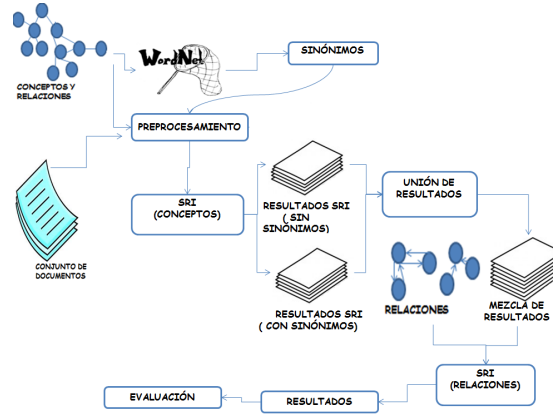 CONCEPTOS Y
RELACIONES
WordNet
SINÓNIMOS
PREPROCESAMIENTO
CONJUNTO DE
DOCUMENTOS
SRI
(CONCEPTOS)
RESULTADOS SRI
( SIN
SINÓNIMOS)
RESULTADOS SRI
( CON SINÓNIMOS)
UNIÓN DE
RESULTADOS
RELACIONES
MEZCLA DE
RESULTADOS
SRI
(RELACIONES)
RESULTADOS
EVALUACIÓN